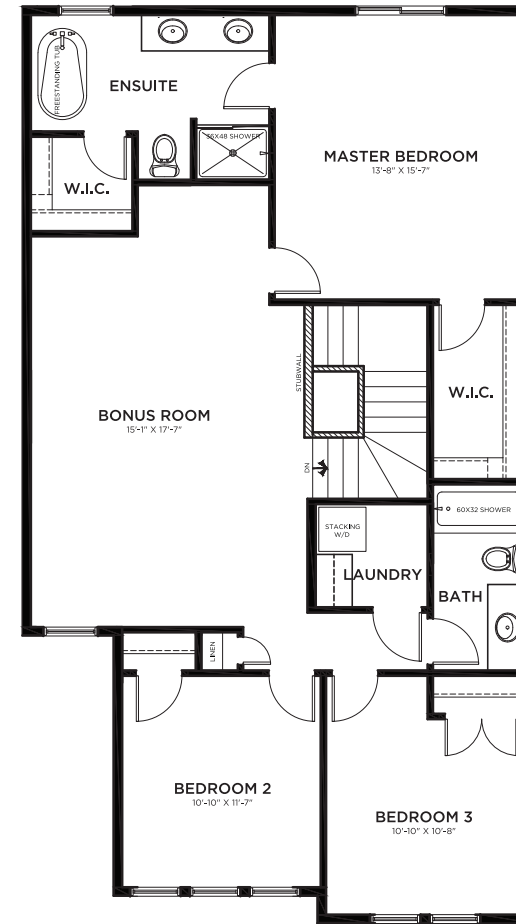 FREESTANDING TUB
ENSUITE
36X48 SHOWER
MASTER BEDROOM
13'-8" X 15'-7"
W.I.C.
STUBWALL
W.I.C.
BONUS ROOM
15'-1" X 17'-7"
DN
60X32 SHOWER
STACKING
W/D
LAUNDRY
BATH
LINEN
BEDROOM 2
10'-10" X 11'-7"
BEDROOM 3
10'-10" X 10'-8"